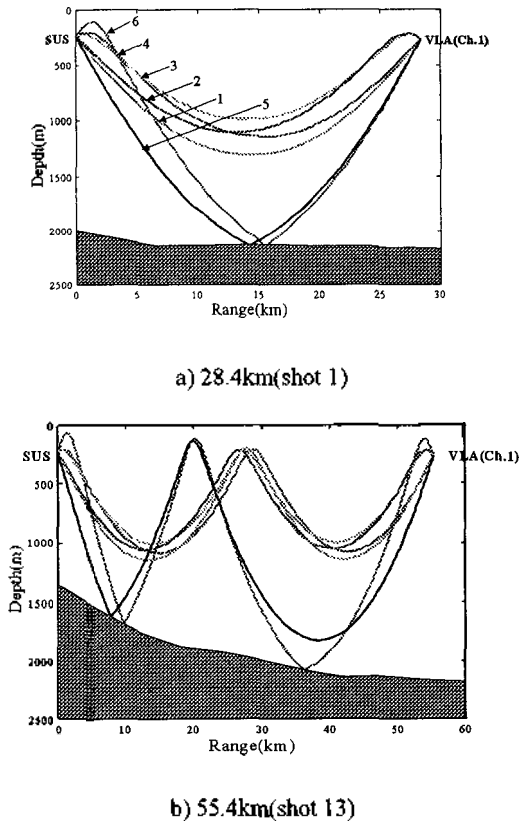 0
6
SUS
4
VLA(Ch.1)
500
3
2
1
5
1000
Depth(m)
1500
2000
2500
0 5 10 15 20 25 30
Range(km)
a) 28.4km(shot 1)
0
SUS
VLA(Ch.1)
500
1000
Depth(m)
1500
2000
2500
0 10 20 30 40 50 60
Range(km)
b) 55.4km(shot 13)